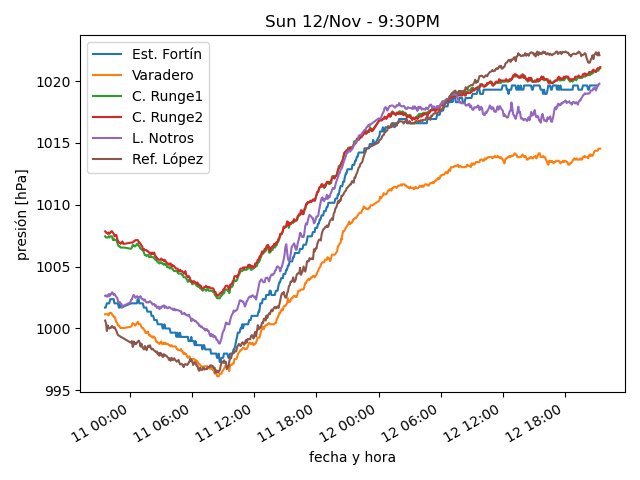 Sun 12/Nov - 9:30PM
Est. Fortín
Varadero
C. Runge1
C. Runge2
L. Notros
Ref. López
presión [hPa]
1020
1015
1010
1005
1000
995
11 00:00
11 06:00
11 12:00
11 18:00
12 00:00
12 06:00
12 12:00
12 18:00
fecha y hora